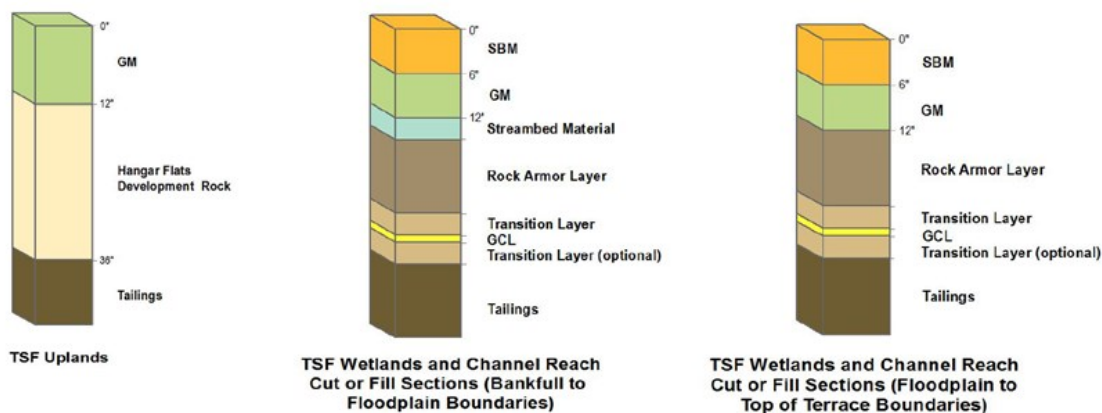 0"
GM
12"
Hangar Flats
Development Rock
36"
Tailings
TSF Uplands
0"
SBM
6"
GM
12"
Streambed Material
Rock Armor Layer
Transition Layer
GCL
Transition Layer (optional)
Tailings
TSF Wetlands and Channel Reach
Cut or Fill Sections (Bankfull to
Floodplain Boundaries)
0"
SBM
6"
GM
12"
Rock Armor Layer
Transition Layer
GCL
Transition Layer (optional)
Tailings
TSF Wetlands and Channel Reach
Cut or Fill Sections (Floodplain to
Top of Terrace Boundaries)